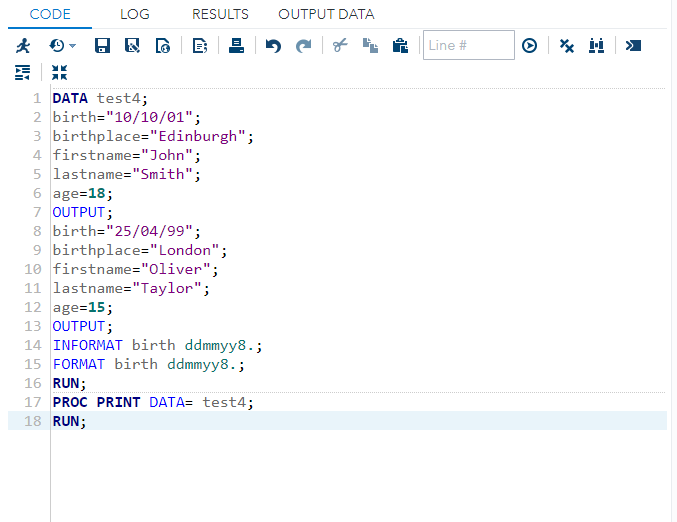 CODE LOG RESULTS OUTPUT DATA
Line #
1 DATA test4;
2 birth="10/10/01";
3 birthplace="Edinburgh";
4 firstname="John";
5 lastname="Smith";
6 age=18;
7 OUTPUT;
8 birth="25/04/99";
9 birthplace="London";
10 firstname="Oliver";
11 lastname="Taylor";
12 age=15;
13 OUTPUT;
14 INFORMAT birth ddmmyy8.;
15 FORMAT birth ddmmyy8.;
16 RUN;
17 PROC PRINT DATA= test4;
18 RUN;